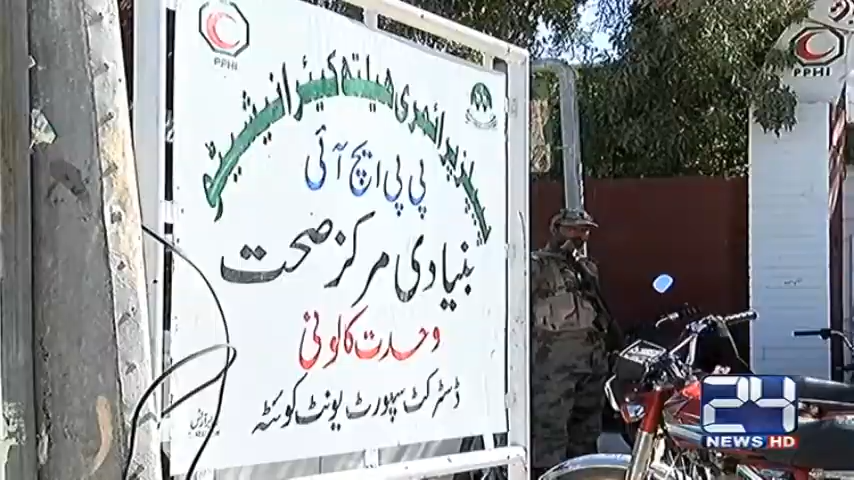 PPHI
پیپلز پرائمری ہیلتھ کیئر انیشیٹو
پی پی ایچ آئی
بنیادی مرکز صحت
وحدت کالونی
ڈسٹرکٹ سپورٹ یونٹ کوئٹہ
PPHI
24
NEWS HD